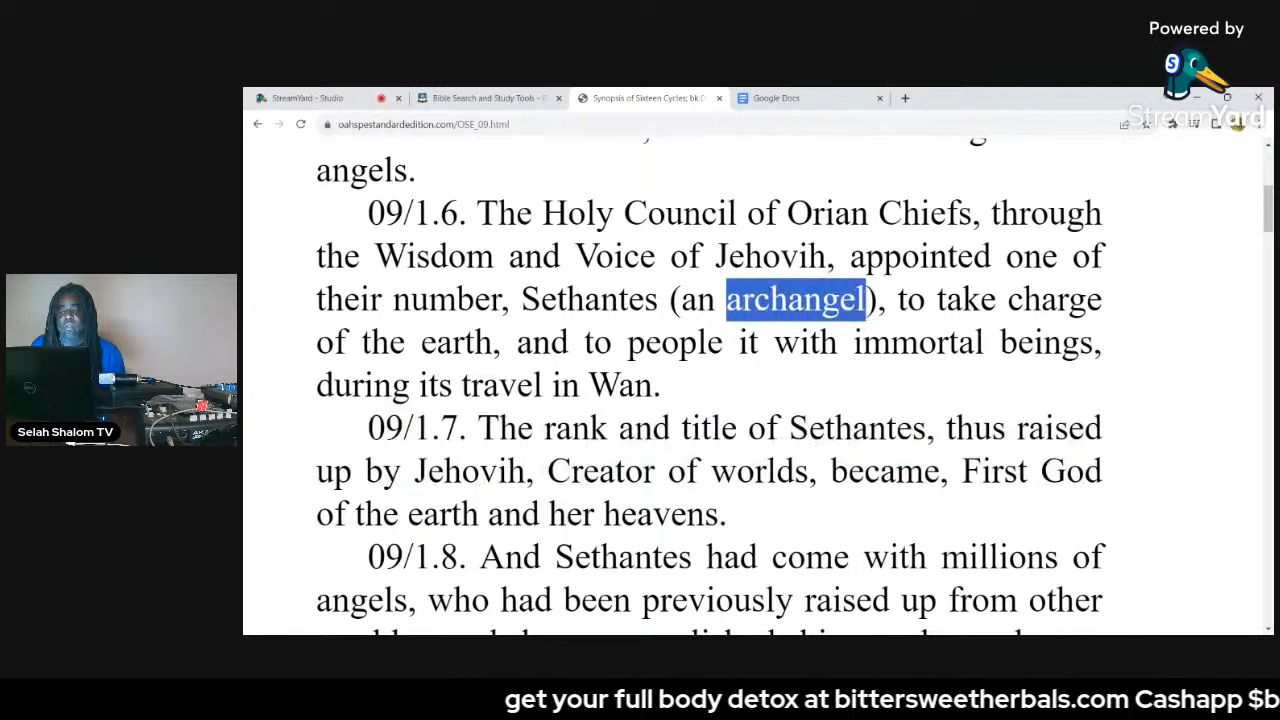 Powered by
StreamYard
StreamYard - Studio
Bible Search and Study Tools - B
Synopsis of Sixteen Cycles; bk 0
Google Docs
oahspestandardedition.com/OSE_09.html
angels.
09/1.6. The Holy Council of Orian Chiefs, through
the Wisdom and Voice of Jehovih, appointed one of
their number, Sethantes (an archangel), to take charge
of the earth, and to people it with immortal beings,
during its travel in Wan.
09/1.7. The rank and title of Sethantes, thus raised
up by Jehovih, Creator of worlds, became, First God
of the earth and her heavens.
09/1.8. And Sethantes had come with millions of
angels, who had been previously raised up from other
Selah Shalom TV
get your full body detox at bittersweetherbals.com Cashapp $b